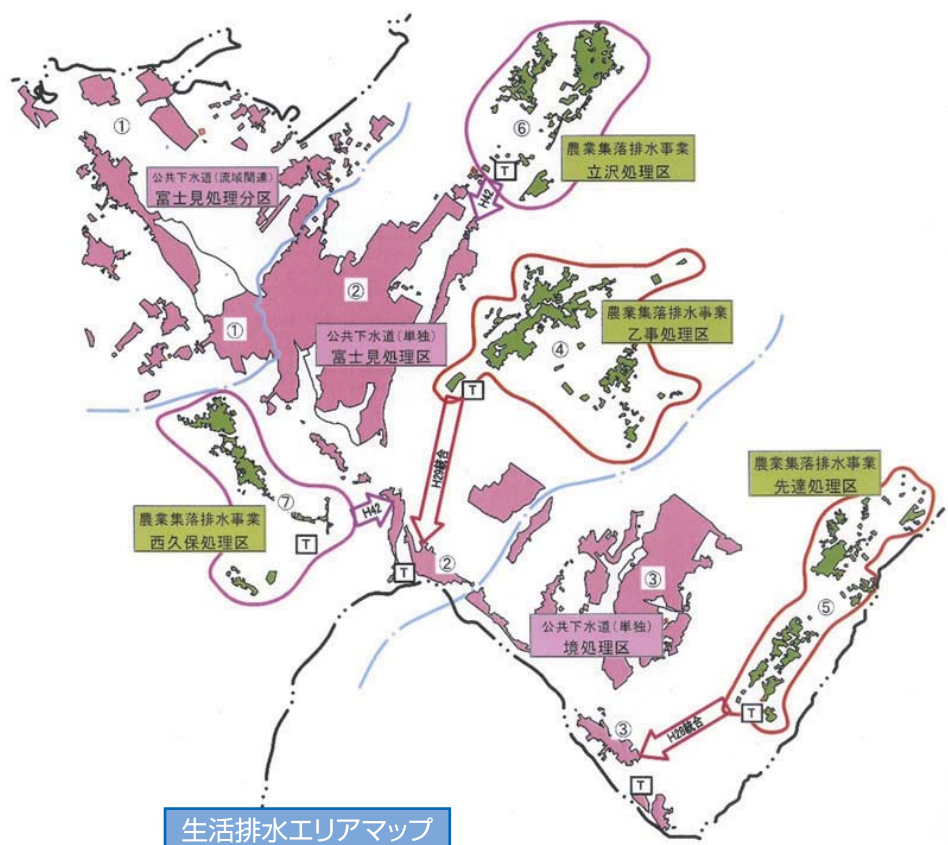 ①
公共下水道(流域関連)
富士見処理分区
⑥
農業集落排水事業
立沢処理区
T
H42
②
①
公共下水道(単独)
富士見処理区
農業集落排水事業
乙事処理区
④
T
H29統合
農業集落排水事業
先達処理区
⑦
H42
農業集落排水事業
西久保処理区
T
②
T
③
公共下水道(単独)
境処理区
⑤
T
H28統合
③
T
生活排水エリアマップ